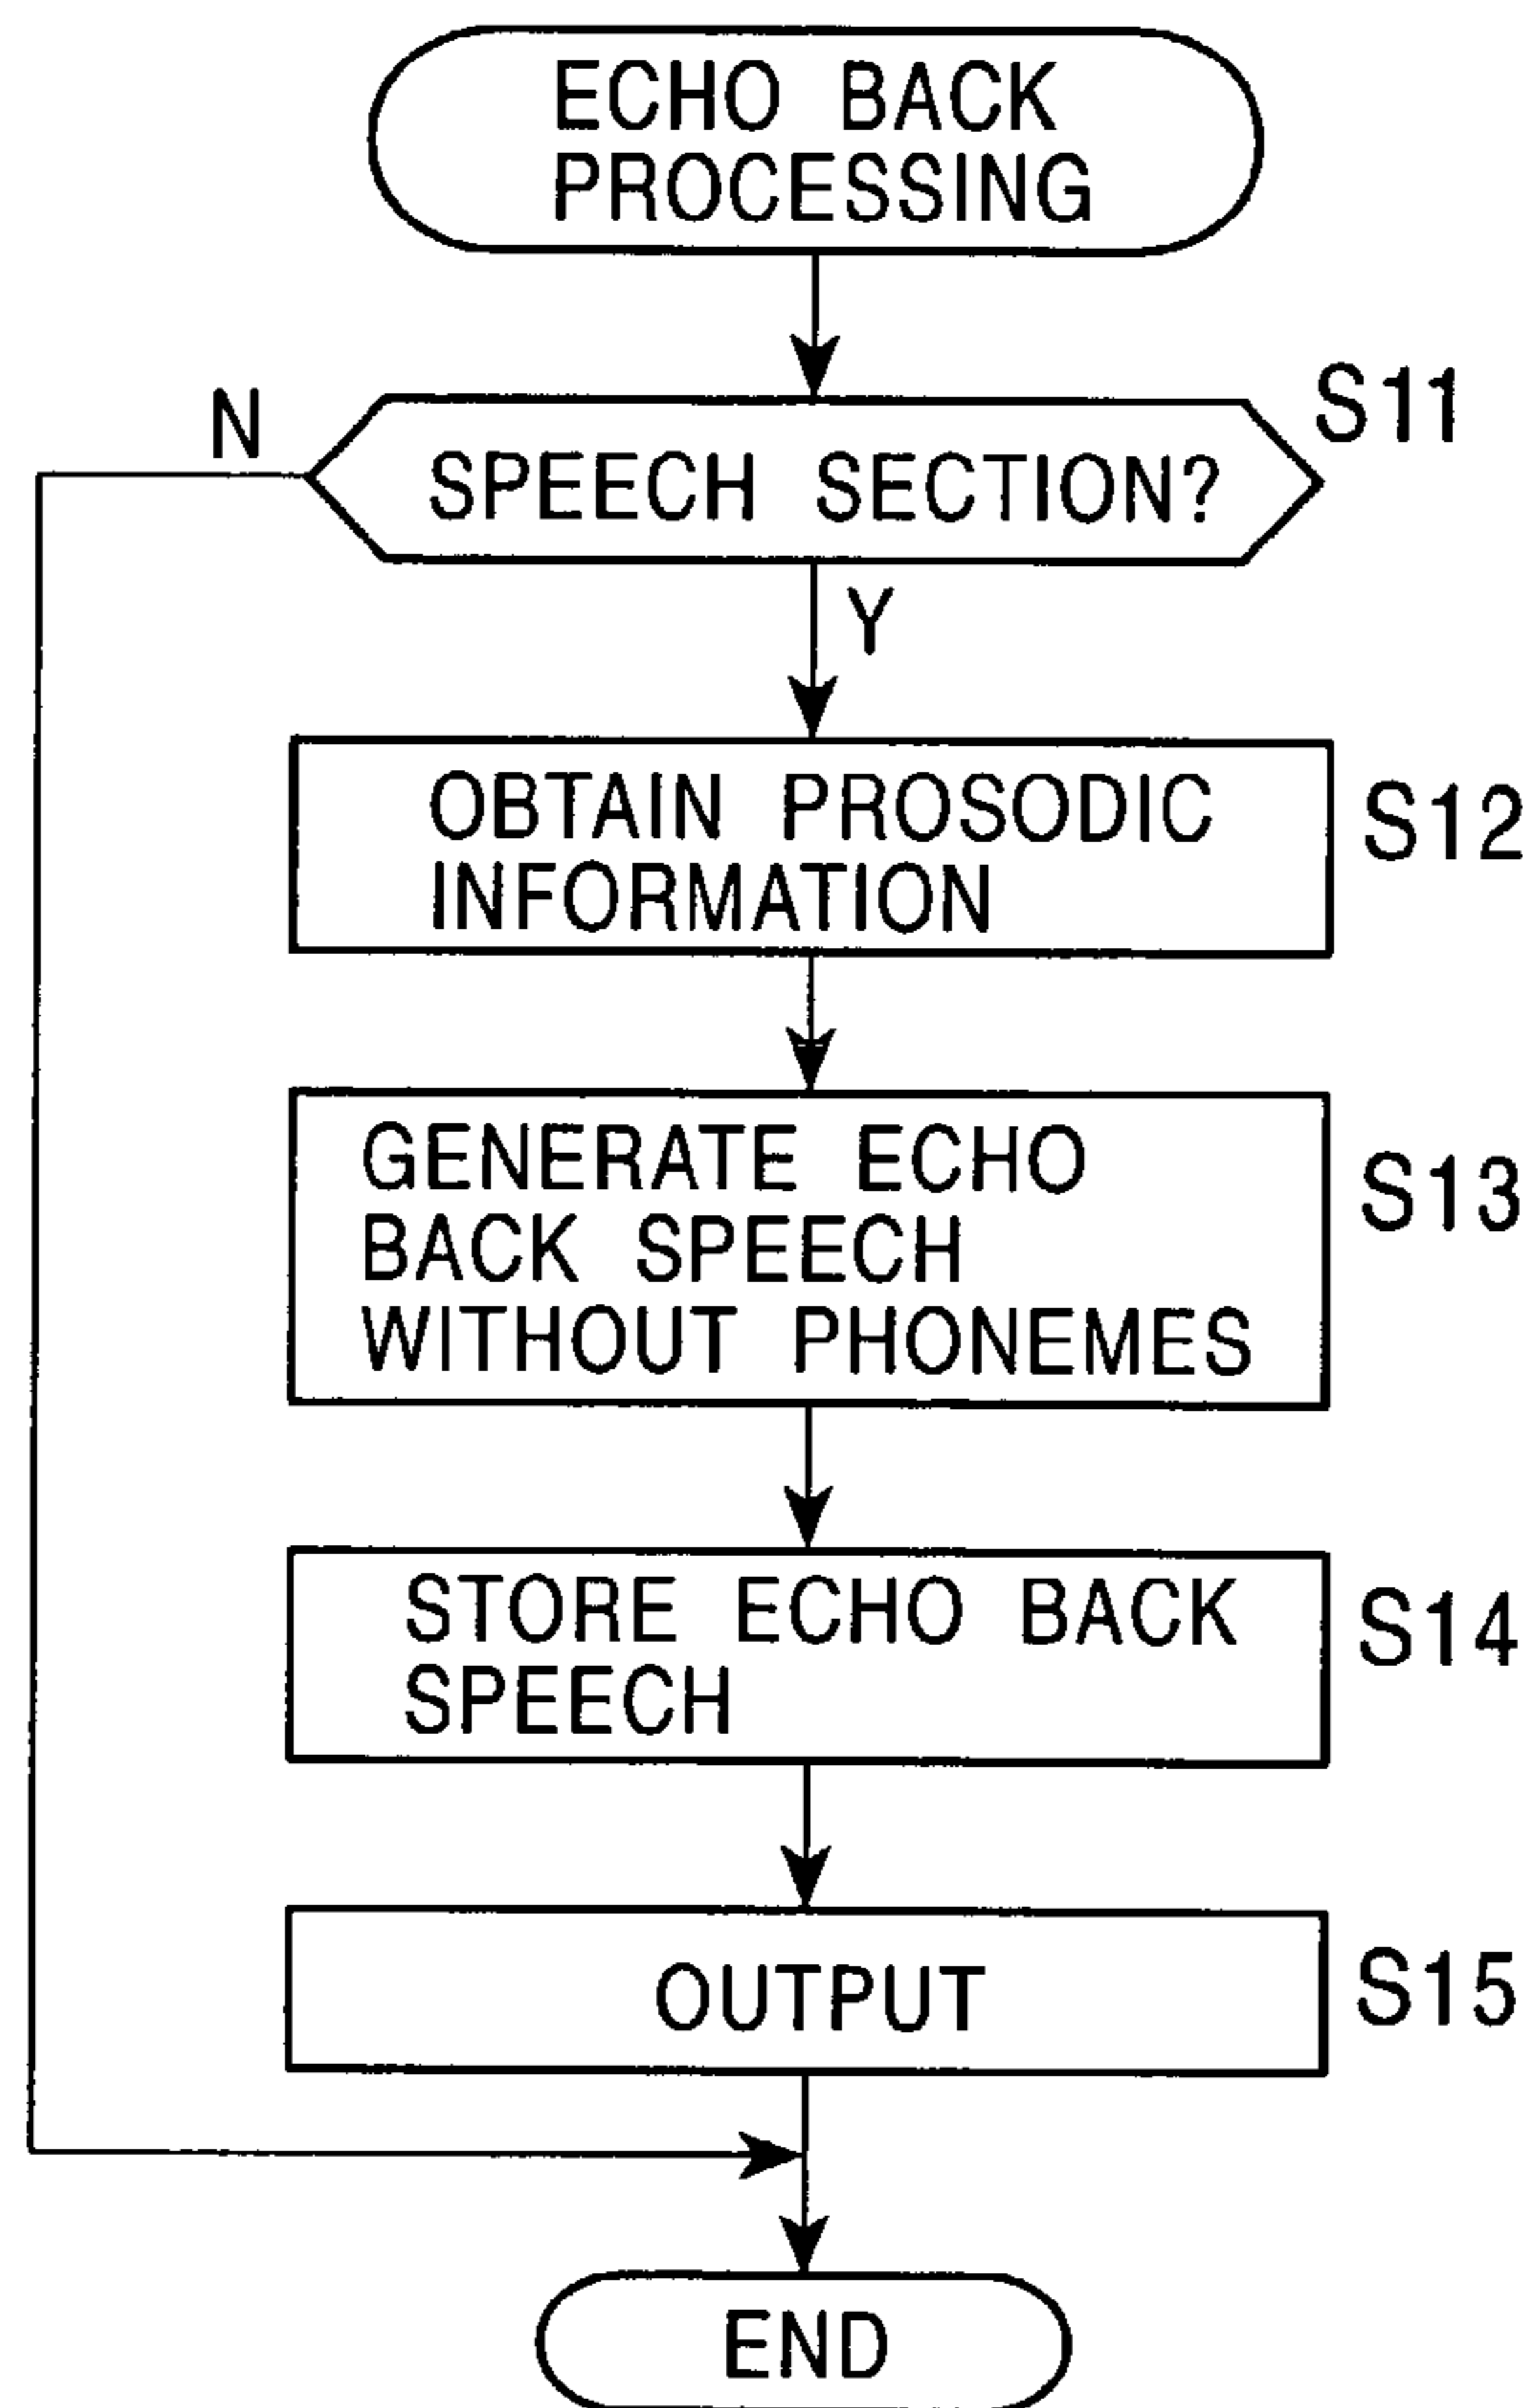 ECHO BACK
PROCESSING
S11
N
SPEECH SECTION?
Y
OBTAIN PROSODIC
INFORMATION
S12
GENERATE ECHO
BACK SPEECH
WITHOUT PHONEMES
S13
STORE ECHO BACK
SPEECH
S14
OUTPUT
S15
END